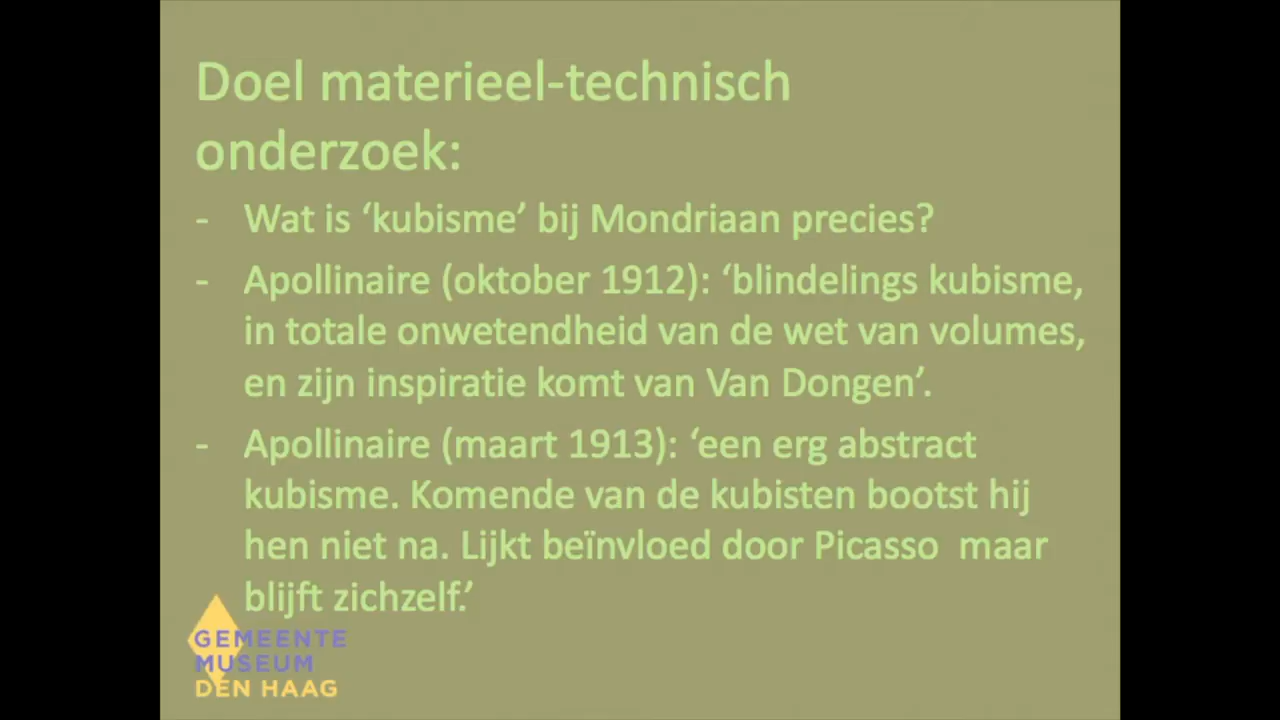 Doel materieel-technisch
onderzoek:
- Wat is ‘kubisme’ bij Mondriaan precies?
- Apollinaire (oktober 1912): ‘blindelings kubisme,
in totale onwetendheid van de wet van volumes,
en zijn inspiratie komt van Van Dongen’.
- Apollinaire (maart 1913): ‘een erg abstract
kubisme. Komende van de kubisten bootst hij
hen niet na. Lijkt beïnvloed door Picasso  maar
blijft zichzelf.’
GEMEENTE
MUSEUM
DEN HAAG